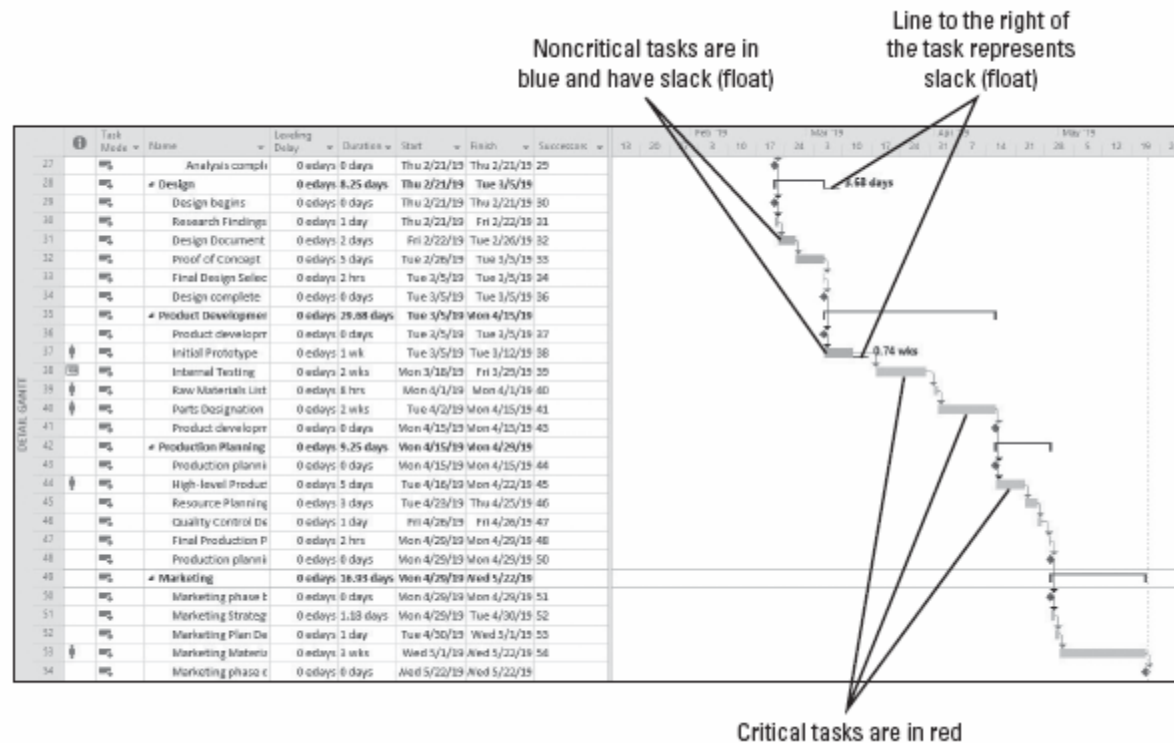 Line to the right of
the task represents
slack (float)
Noncritical tasks are in
blue and have slack (float)
Task Mode Name Leveling Delay Duration Start Finish Successors Feb '19 Mar '19 Apr '19 May '19
13 20 3 10 17 24 3 10 17 24 31 7 14 21 28 5 12 19
27 Analysis compl 0 edays 0 days Thu 2/21/19 Thu 2/21/19 29
28 Design 0 edays 8.25 days Thu 2/21/19 Tue 3/5/19 3.68 days
29 Design begins 0 edays 0 days Thu 2/21/19 Thu 2/21/19 30
30 Research Findings 0 edays 1 day Thu 2/21/19 Fri 2/22/19 31
31 Design Document 0 edays 2 days Fri 2/22/19 Tue 2/26/19 32
32 Proof of Concept 0 edays 5 days Tue 2/26/19 Tue 3/5/19 33
33 Final Design Selec 0 edays 2 hrs Tue 3/5/19 Tue 3/5/19 34
34 Design complete 0 edays 0 days Tue 3/5/19 Tue 3/5/19 36
35 Product Developmer 0 edays 29.68 days Tue 3/5/19 Mon 4/15/19
36 Product developm 0 edays 0 days Tue 3/5/19 Tue 3/5/19 37
37 Initial Prototype 0 edays 1 wk Tue 3/5/19 Tue 3/12/19 38 0.74 wks
38 Internal Testing 0 edays 2 wks Mon 3/18/19 Fri 3/29/19 39
39 Raw Materials List 0 edays 8 hrs Mon 4/1/19 Mon 4/1/19 40
40 Parts Designation 0 edays 2 wks Tue 4/2/19 Mon 4/15/19 41
41 Product developm 0 edays 0 days Mon 4/15/19 Mon 4/15/19 43
42 Production Planning 0 edays 9.25 days Mon 4/15/19 Mon 4/29/19
43 Production planni 0 edays 0 days Mon 4/15/19 Mon 4/15/19 44
44 High-level Produc 0 edays 5 days Tue 4/16/19 Mon 4/22/19 45
45 Resource Planning 0 edays 3 days Tue 4/23/19 Thu 4/25/19 46
46 Quality Control De 0 edays 1 day Fri 4/26/19 Fri 4/26/19 47
47 Final Production P 0 edays 2 hrs Mon 4/29/19 Mon 4/29/19 48
48 Production planni 0 edays 0 days Mon 4/29/19 Mon 4/29/19 50
49 Marketing 0 edays 16.93 days Mon 4/29/19 Wed 5/22/19
50 Marketing phase b 0 edays 0 days Mon 4/29/19 Mon 4/29/19 51
51 Marketing Strateg 0 edays 1.18 days Mon 4/29/19 Tue 4/30/19 52
52 Marketing Plan De 0 edays 1 day Tue 4/30/19 Wed 5/1/19 53
53 Marketing Materia 0 edays 3 wks Wed 5/1/19 Wed 5/22/19 54
54 Marketing phase c 0 edays 0 days Wed 5/22/19 Wed 5/22/19
DETAIL GANTT
Critical tasks are in red